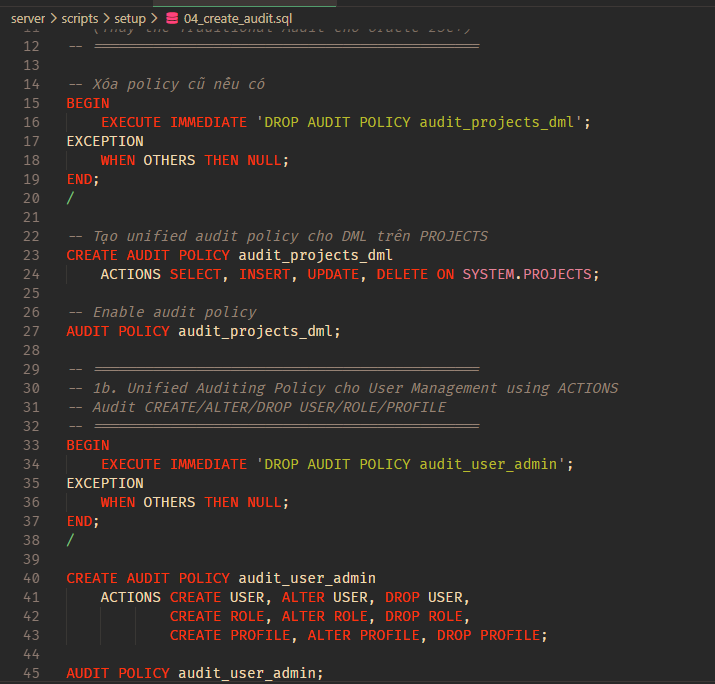 server > scripts > setup > 04_create_audit.sql
12 -- ═══════════════════════════════════════════
13
14 -- Xóa policy cũ nếu có
15 BEGIN
16     EXECUTE IMMEDIATE 'DROP AUDIT POLICY audit_projects_dml';
17 EXCEPTION
18     WHEN OTHERS THEN NULL;
19 END;
20 /
21
22 -- Tạo unified audit policy cho DML trên PROJECTS
23 CREATE AUDIT POLICY audit_projects_dml
24     ACTIONS SELECT, INSERT, UPDATE, DELETE ON SYSTEM.PROJECTS;
25
26 -- Enable audit policy
27 AUDIT POLICY audit_projects_dml;
28
29 -- ═══════════════════════════════════════════
30 -- 1b. Unified Auditing Policy cho User Management using ACTIONS
31 -- Audit CREATE/ALTER/DROP USER/ROLE/PROFILE
32 -- ═══════════════════════════════════════════
33 BEGIN
34     EXECUTE IMMEDIATE 'DROP AUDIT POLICY audit_user_admin';
35 EXCEPTION
36     WHEN OTHERS THEN NULL;
37 END;
38 /
39
40 CREATE AUDIT POLICY audit_user_admin
41     ACTIONS CREATE USER, ALTER USER, DROP USER,
42             CREATE ROLE, ALTER ROLE, DROP ROLE,
43             CREATE PROFILE, ALTER PROFILE, DROP PROFILE;
44
45 AUDIT POLICY audit_user_admin;